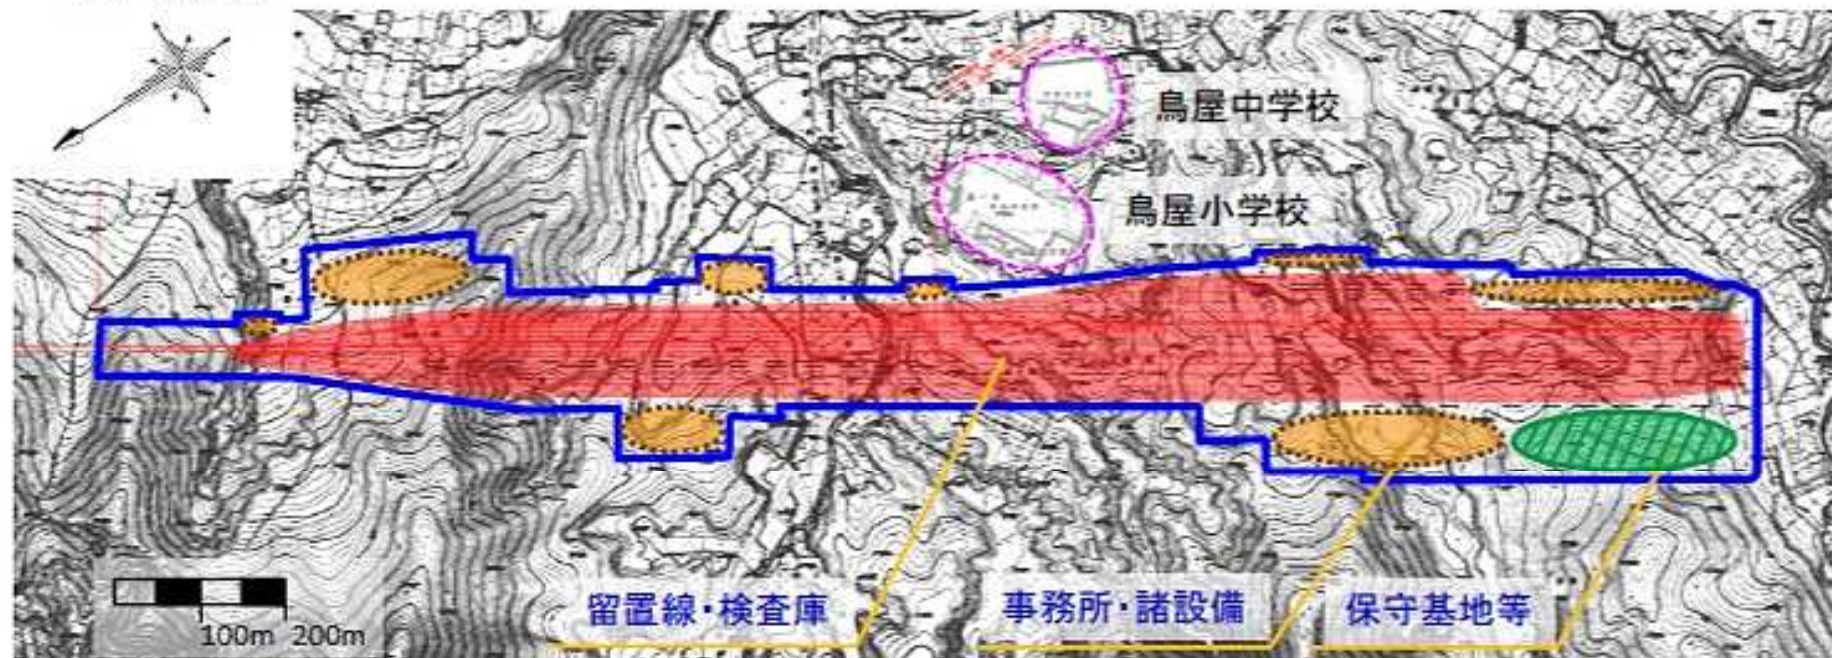 鳥屋中学校
鳥屋小学校
留置線・検査庫
事務所・諸設備
保守基地等
100m 200m